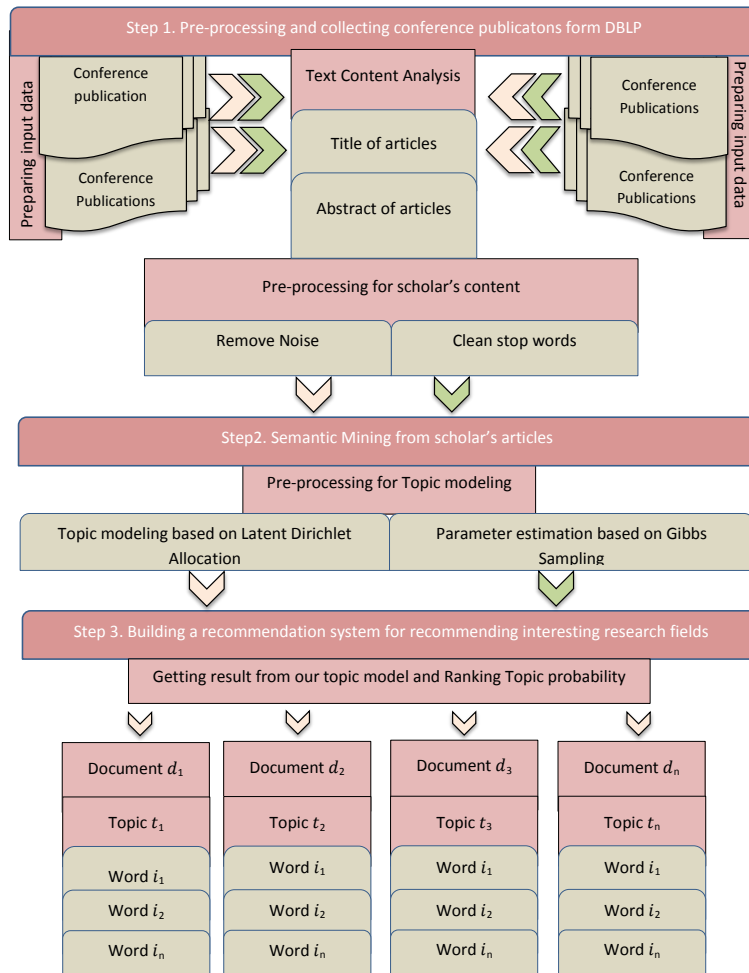 Step 1. Pre-processing and collecting conference publicatons form DBLP
Preparing input data
Conference
publication
Conference
Publications
Text Content Analysis
Title of articles
Abstract of articles
Conference
Publications
Conference
Publications
Preparing input data
Pre-processing for scholar's content
Remove Noise
Clean stop words
Step2. Semantic Mining from scholar's articles
Pre-processing for Topic modeling
Topic modeling based on Latent Dirichlet
Allocation
Parameter estimation based on Gibbs
Sampling
Step 3. Building a recommendation system for recommending interesting research fields
Getting result from our topic model and Ranking Topic probability
Document d₁
Topic t₁
Word i₁
Word i₂
Word iₙ
Document d₂
Topic t₂
Word i₁
Word i₂
Word iₙ
Document d₃
Topic t₃
Word i₁
Word i₂
Word iₙ
Document dₙ
Topic tₙ
Word i₁
Word i₂
Word iₙ